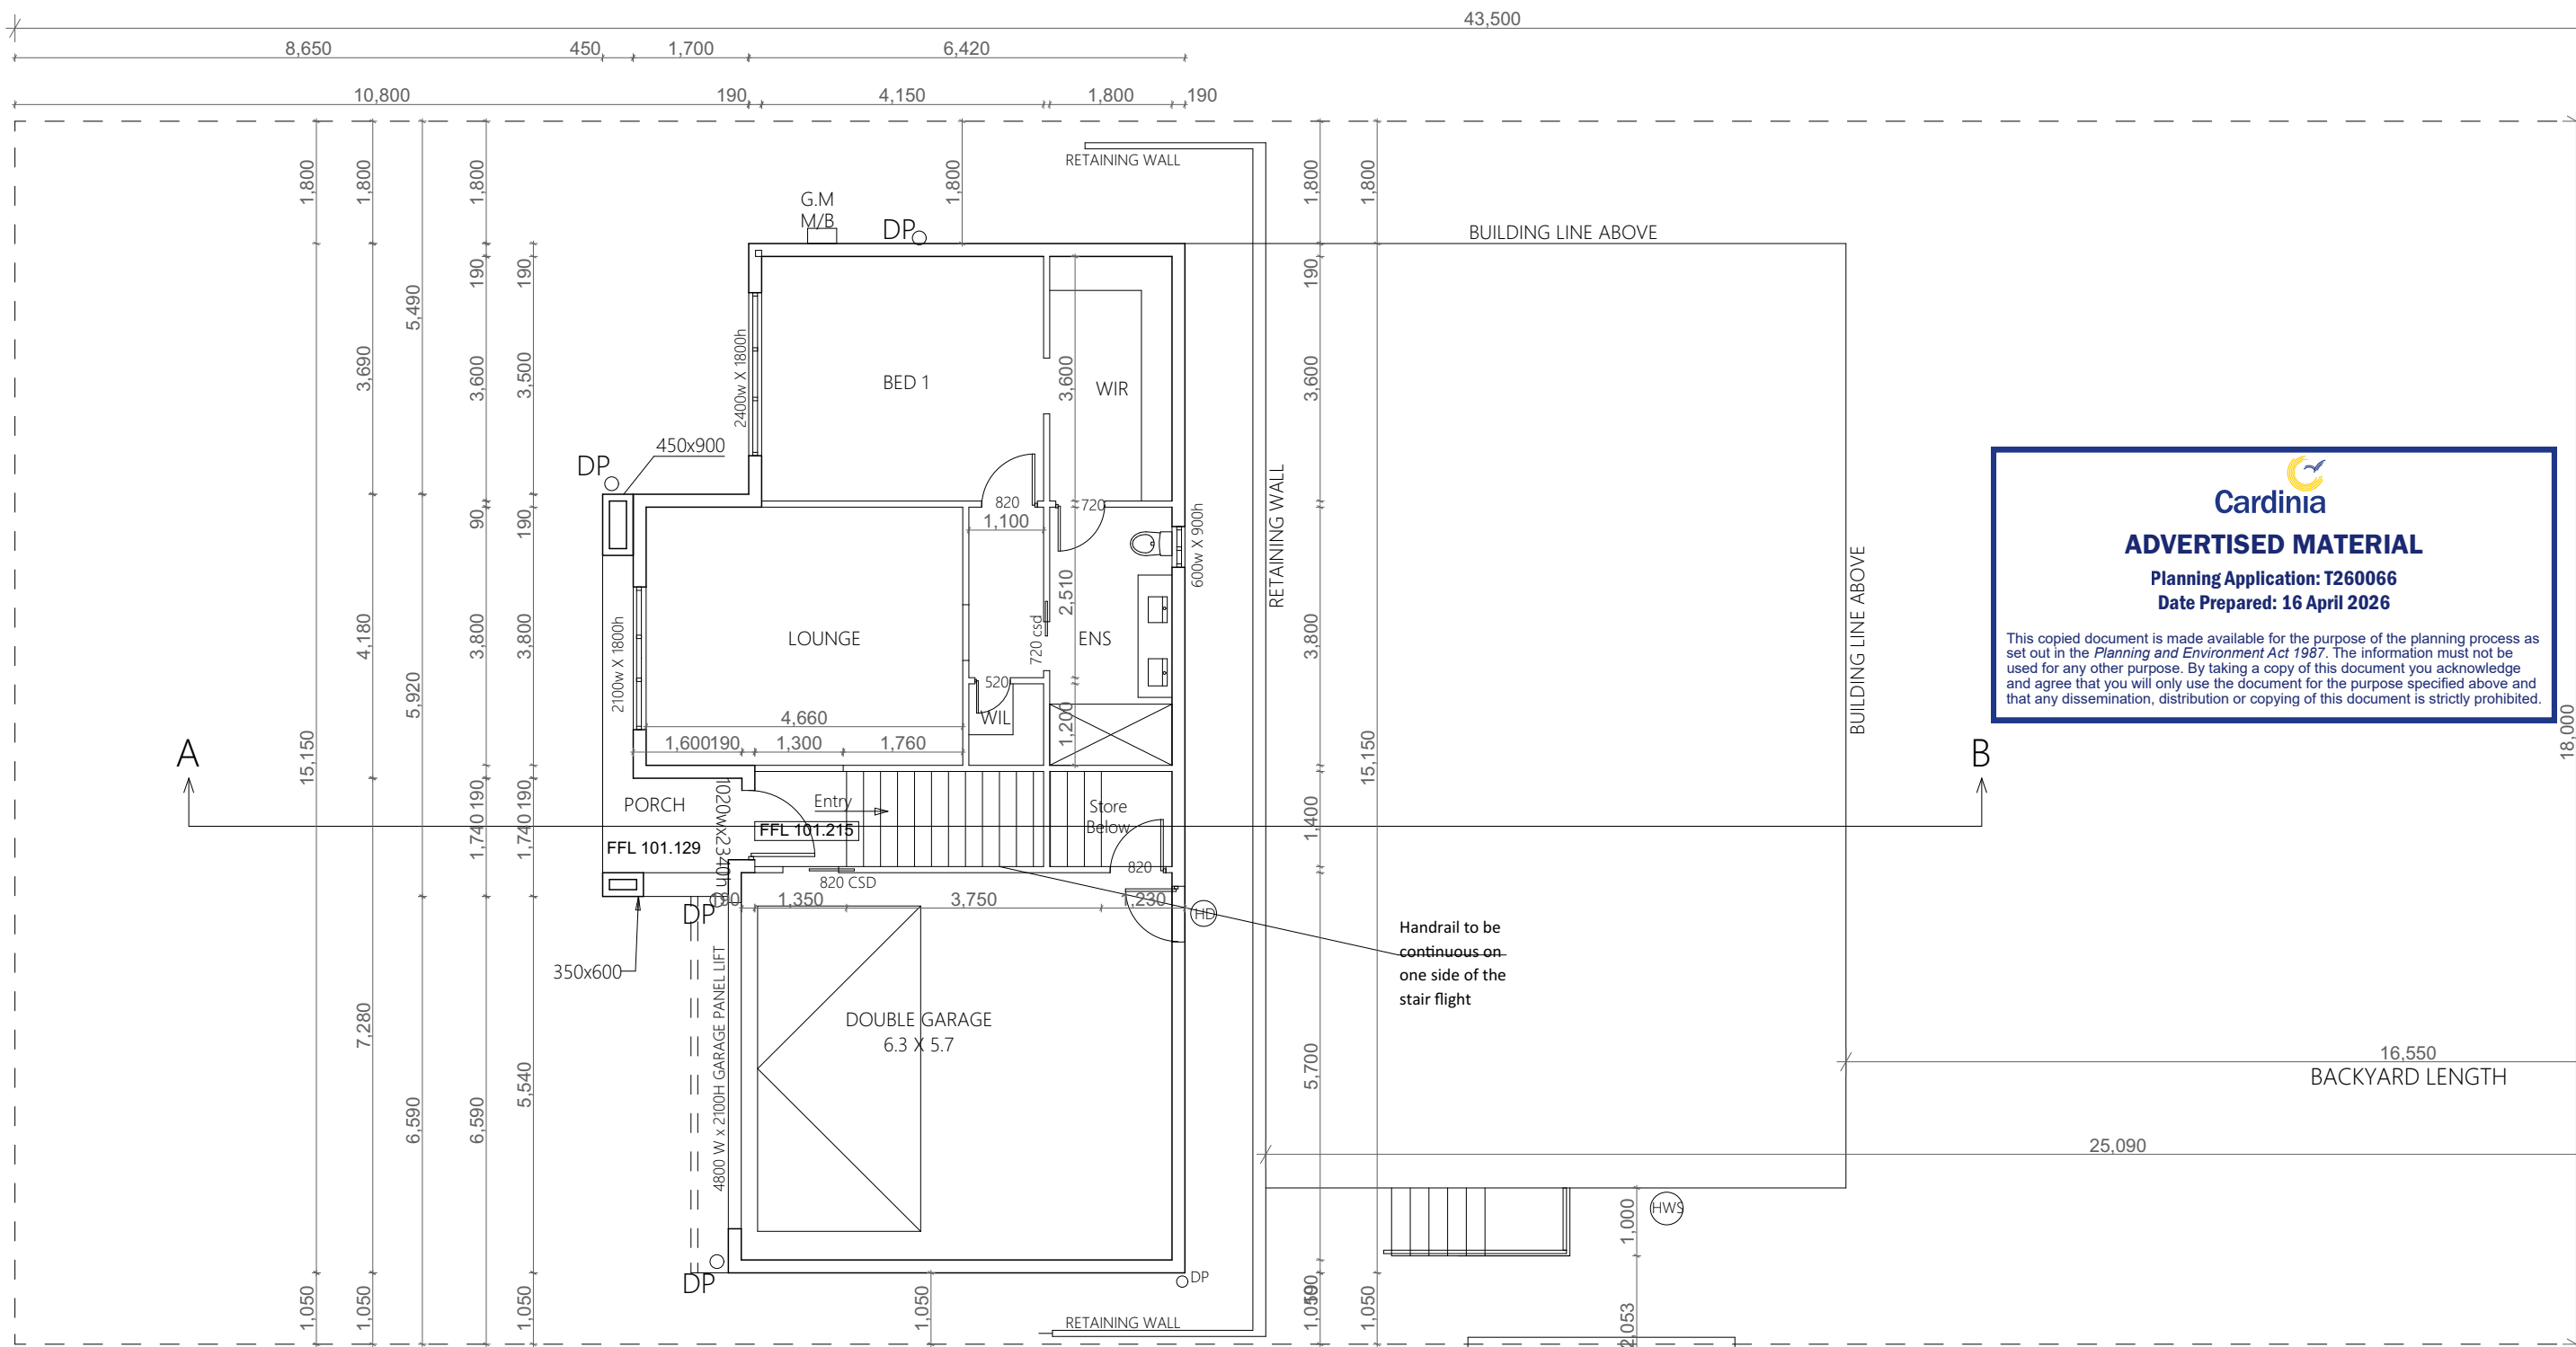 43,500
8,650
450
1,700
6,420
10,800
190
4,150
1,800
190
1,800
1,800
1,800
1,800
1,800
1,800
RETAINING WALL
G.M
M/B
DP
BUILDING LINE ABOVE
190
190
190
5,490
3,690
3,600
3,500
2400w X 1800h
BED 1
3,600
WIR
3,600
450x900
DP
820
720
1,100
90
190
600w X 900h
RETAINING WALL
BUILDING LINE ABOVE
Cardinia
ADVERTISED MATERIAL
Planning Application: T260066
Date Prepared: 16 April 2026
This copied document is made available for the purpose of the planning process as
set out in the Planning and Environment Act 1987. The information must not be
used for any other purpose. By taking a copy of this document you acknowledge
and agree that you will only use the document for the purpose specified above and
that any dissemination, distribution or copying of this document is strictly prohibited.
18,000
4,180
3,800
3,800
5,920
2100w X 1800h
LOUNGE
2,510
720 csd
ENS
3,800
520
WIL
4,660
1,200
1,600
190
1,300
1,760
15,150
15,150
A
B
190
190
1,740
1,740
PORCH
1020wx2340h
Entry
Store
Below
1,400
FFL 101.215
FFL 101.129
820
820 CSD
190
1,350
3,750
1,230
DP
HD
350x600
Handrail to be
continuous on
one side of the
stair flight
4800 W x 2100H GARAGE PANEL LIFT
DOUBLE GARAGE
6.3 X 5.7
7,280
6,590
6,590
5,540
5,700
16,550
BACKYARD LENGTH
25,090
1,000
HWS
DP
DP
1,050
1,050
1,050
1,050
190
1,050
1,050
2,053
RETAINING WALL